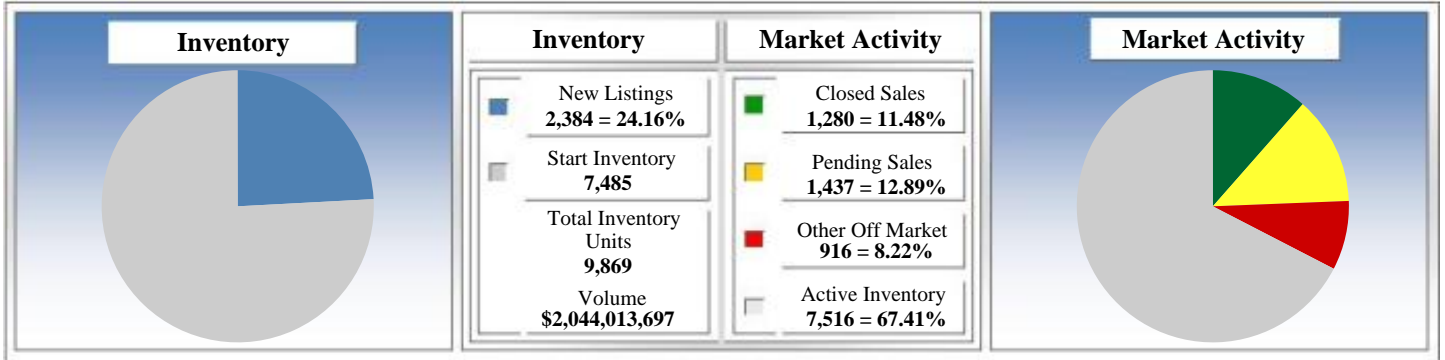 Inventory
Inventory
Market Activity
New Listings
2,384 = 24.16%
Start Inventory
7,485
Total Inventory
Units
9,869
Volume
$2,044,013,697
Closed Sales
1,280 = 11.48%
Pending Sales
1,437 = 12.89%
Other Off Market
916 = 8.22%
Active Inventory
7,516 = 67.41%
Market Activity